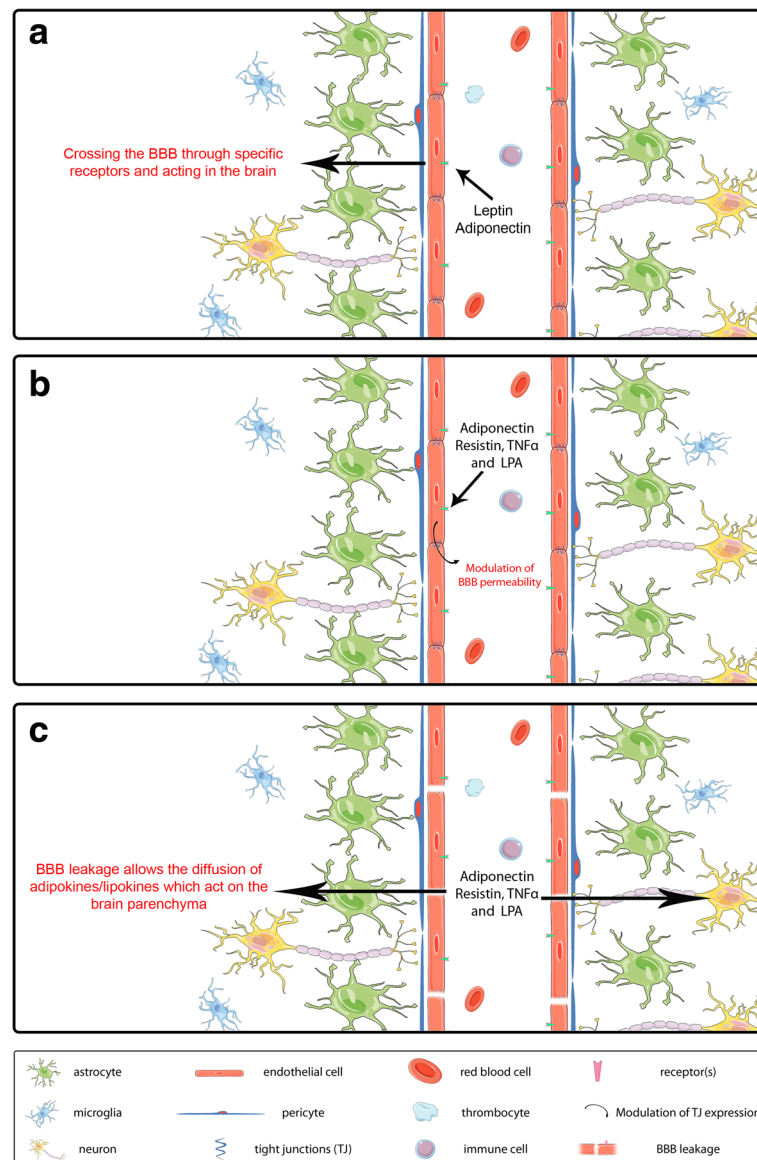 a
Crossing the BBB through specific
receptors and acting in the brain
Leptin
Adiponectin
b
Adiponectin
Resistin, TNFα
and LPA
Modulation of
BBB permeability
c
BBB leakage allows the diffusion of
adipokines/lipokines which act on the
brain parenchyma
Adiponectin
Resistin, TNFα
and LPA
astrocyte
endothelial cell
red blood cell
receptor(s)
microglia
pericyte
thrombocyte
Modulation of TJ expression
neuron
tight junctions (TJ)
immune cell
BBB leakage